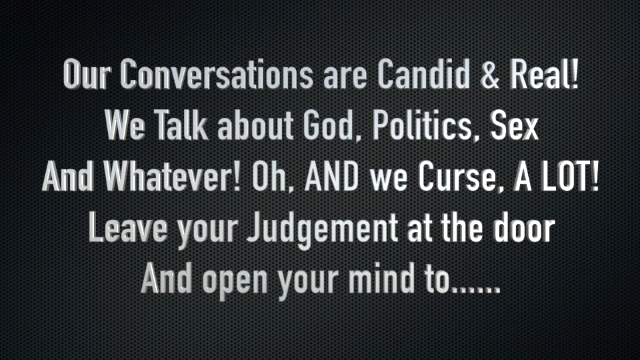 Our Conversations are Candid & Real!
We Talk about God, Politics, Sex
And Whatever! Oh, AND we Curse, A LOT!
Leave your Judgement at the door
And open your mind to......